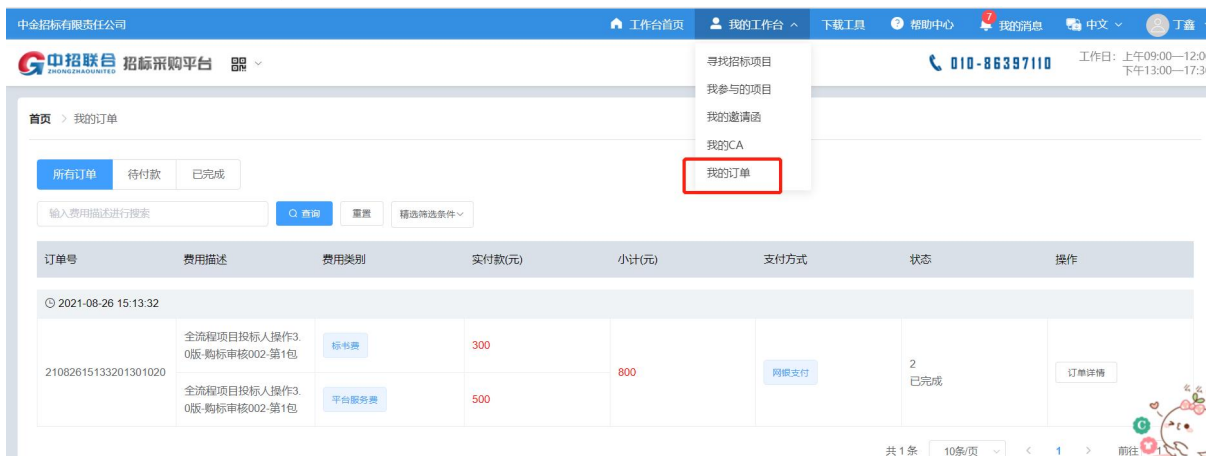 中金招标有限责任公司
工作台首页
我的工作台
下载工具
帮助中心
7
我的消息
中文
丁鑫
中招联合
ZHONGZHAOUNITED
招标采购平台
010-86397110
工作日：上午09:00—12:0
下午13:00—17:3
寻找招标项目
我参与的项目
我的邀请函
我的CA
我的订单
首页 > 我的订单
所有订单
待付款
已完成
输入费用描述进行搜索
查询
重置
精选筛选条件
订单号
费用描述
费用类别
实付款(元)
小计(元)
支付方式
状态
操作
2021-08-26 15:13:32
21082615133201301020
全流程项目投标人操作3.
0版-购标审核002-第1包
标书费
300
全流程项目投标人操作3.
0版-购标审核002-第1包
平台服务费
500
800
网银支付
2
已完成
订单详情
共 1 条
10条/页
<
1
>
前往
1